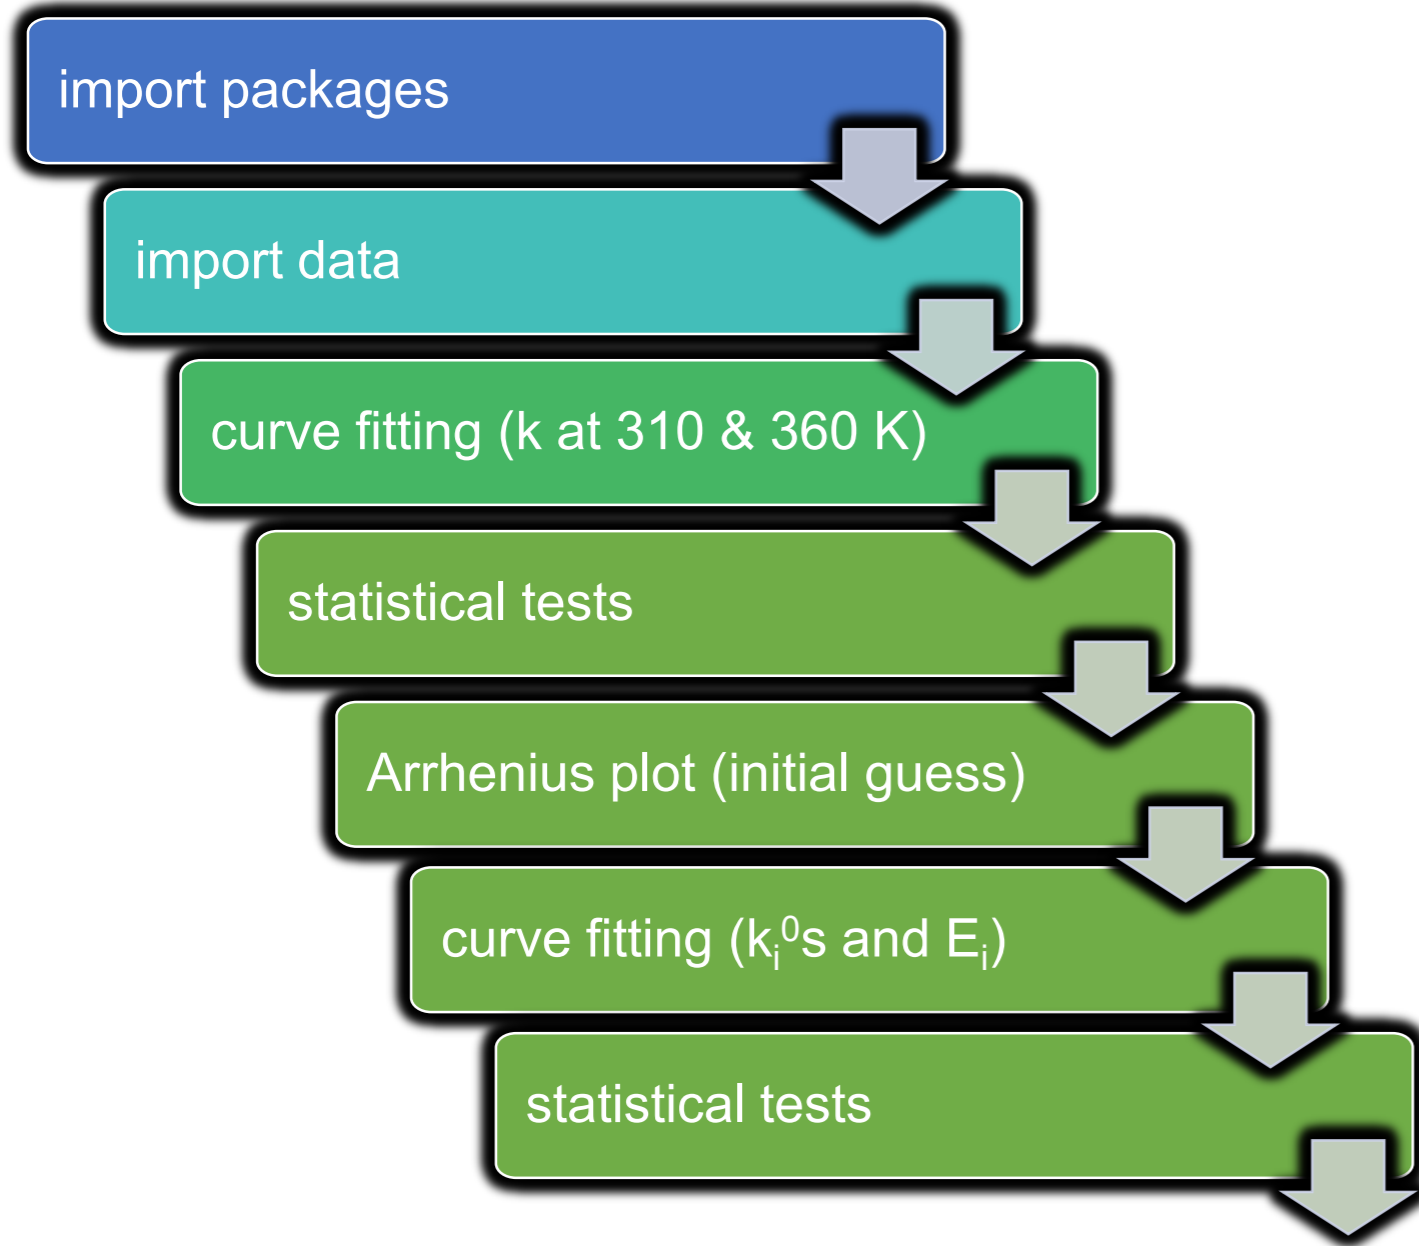 import packages
import data
curve fitting (k at 310 & 360 K)
statistical tests
Arrhenius plot (initial guess)
curve fitting (kᵢ⁰s and Eᵢ)
statistical tests